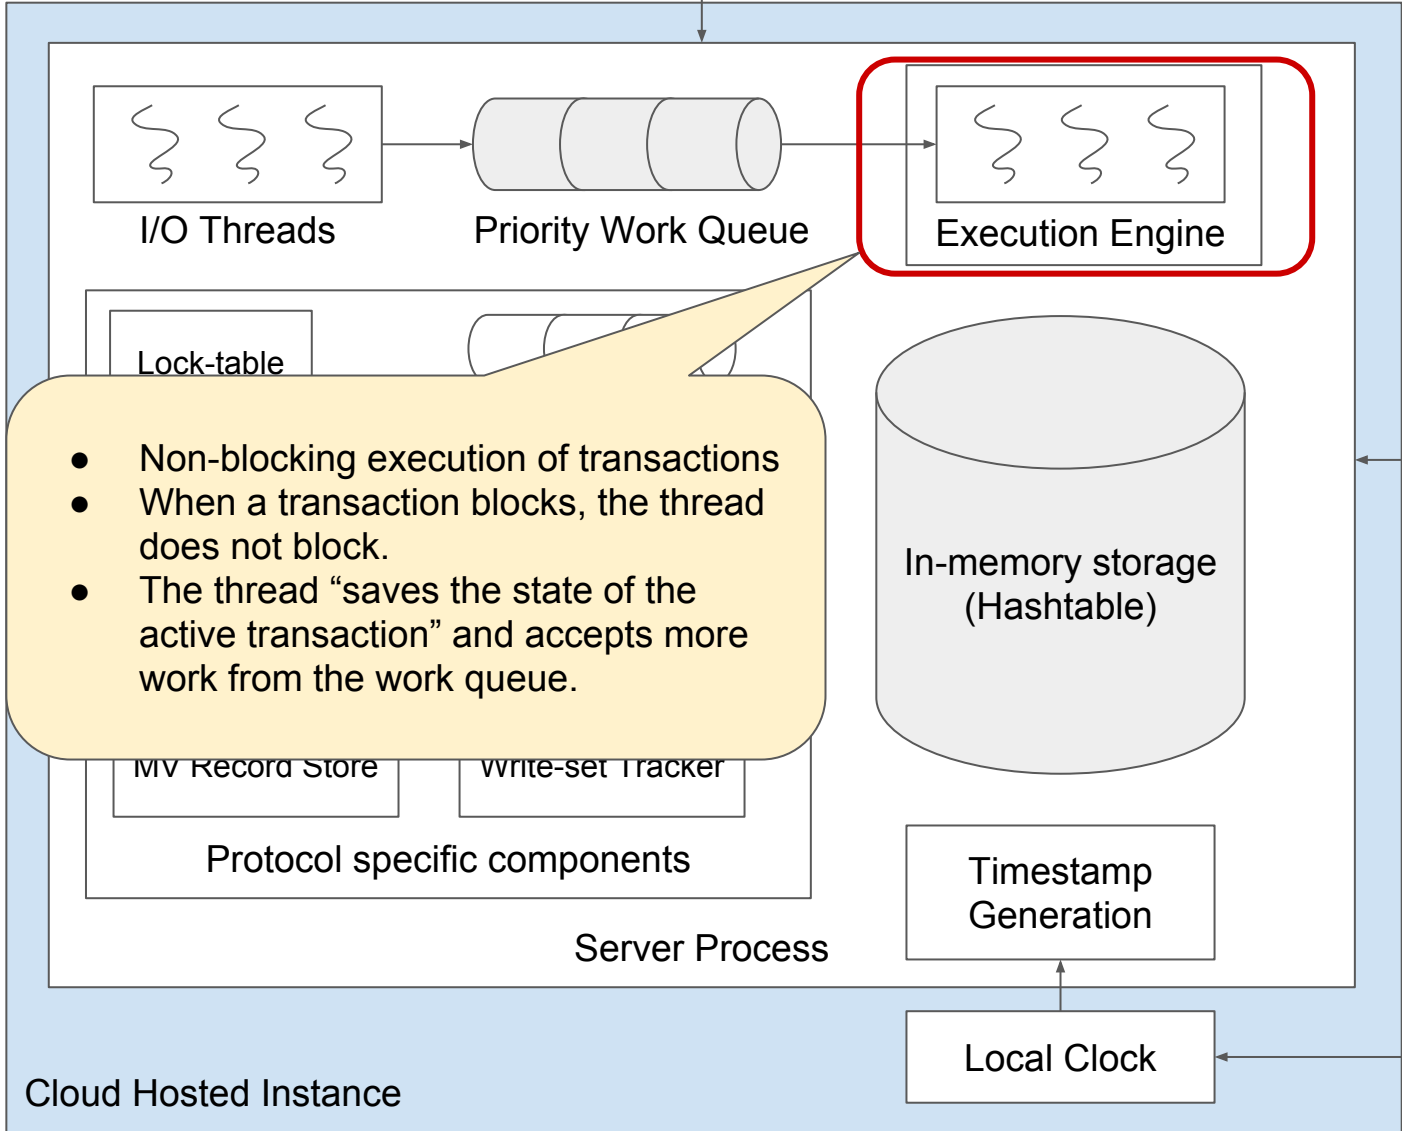 I/O Threads
Priority Work Queue
Execution Engine
Lock-table
● Non-blocking execution of transactions
● When a transaction blocks, the thread
does not block.
● The thread “saves the state of the
active transaction” and accepts more
work from the work queue.
In-memory storage
(Hashtable)
MV Record Store
Write-set Tracker
Protocol specific components
Timestamp
Generation
Server Process
Local Clock
Cloud Hosted Instance